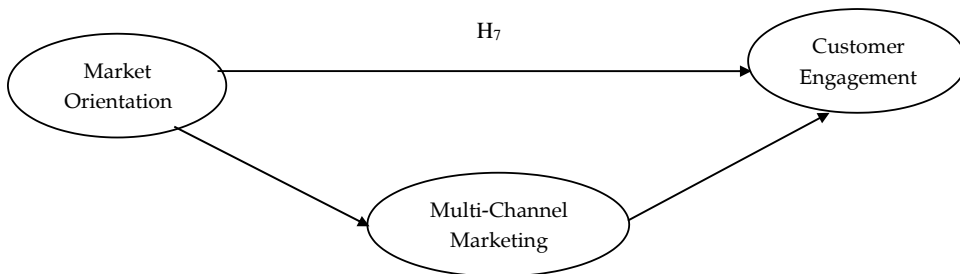 H₇
Market
Orientation
Customer
Engagement
Multi-Channel
Marketing